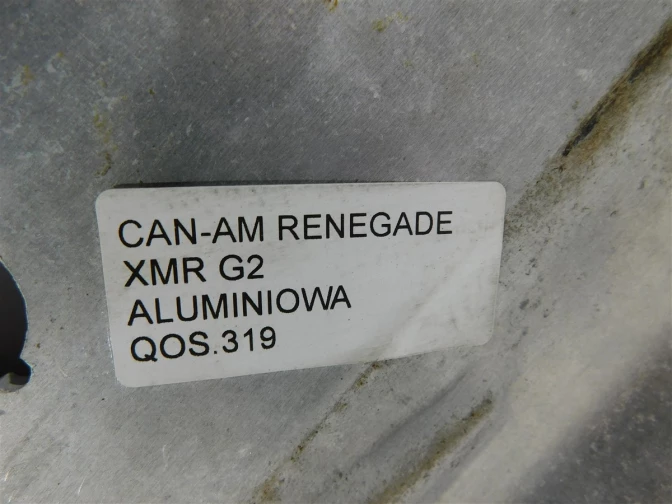 CAN-AM RENEGADE
XMR G2
ALUMINIOWA
QOS.319